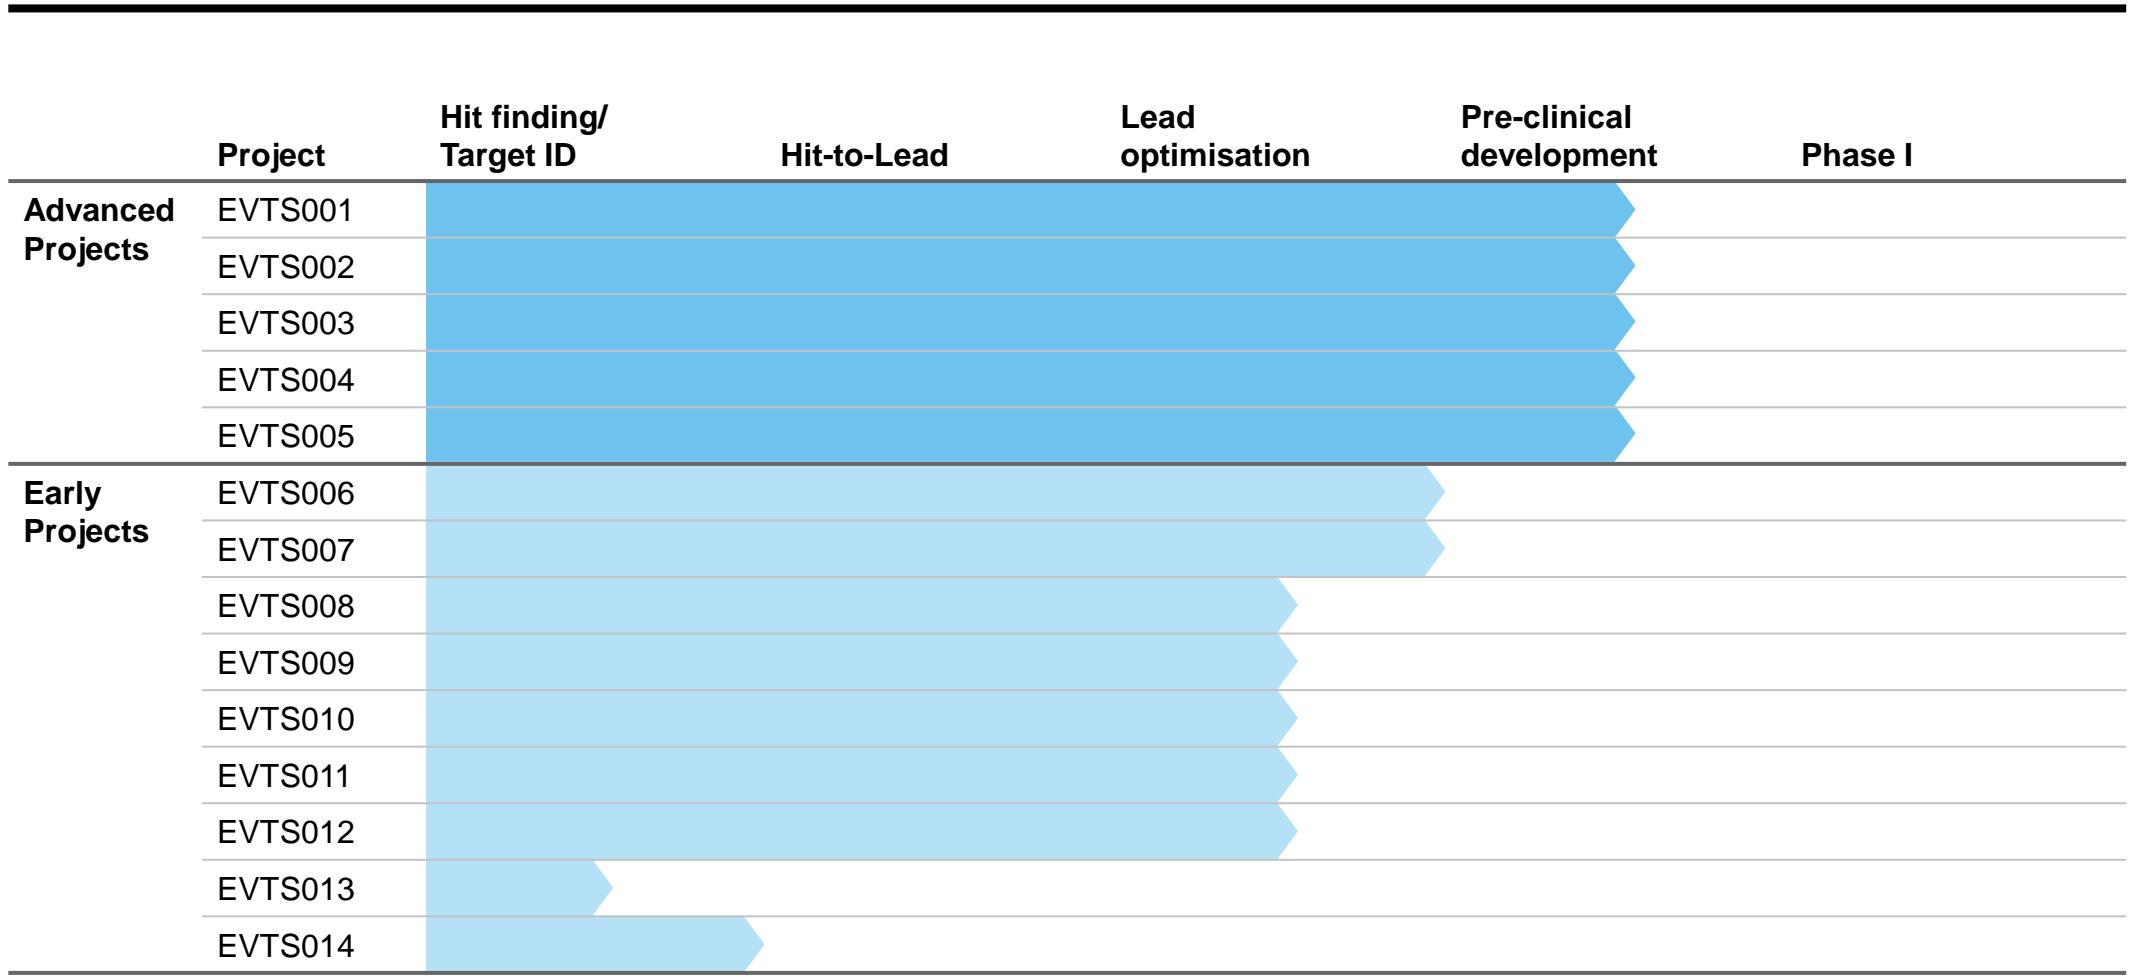 Project
Hit finding/
Target ID
Hit-to-Lead
Lead
optimisation
Pre-clinical
development
Phase I
Advanced
Projects
EVTS001
EVTS002
EVTS003
EVTS004
EVTS005
Early
Projects
EVTS006
EVTS007
EVTS008
EVTS009
EVTS010
EVTS011
EVTS012
EVTS013
EVTS014